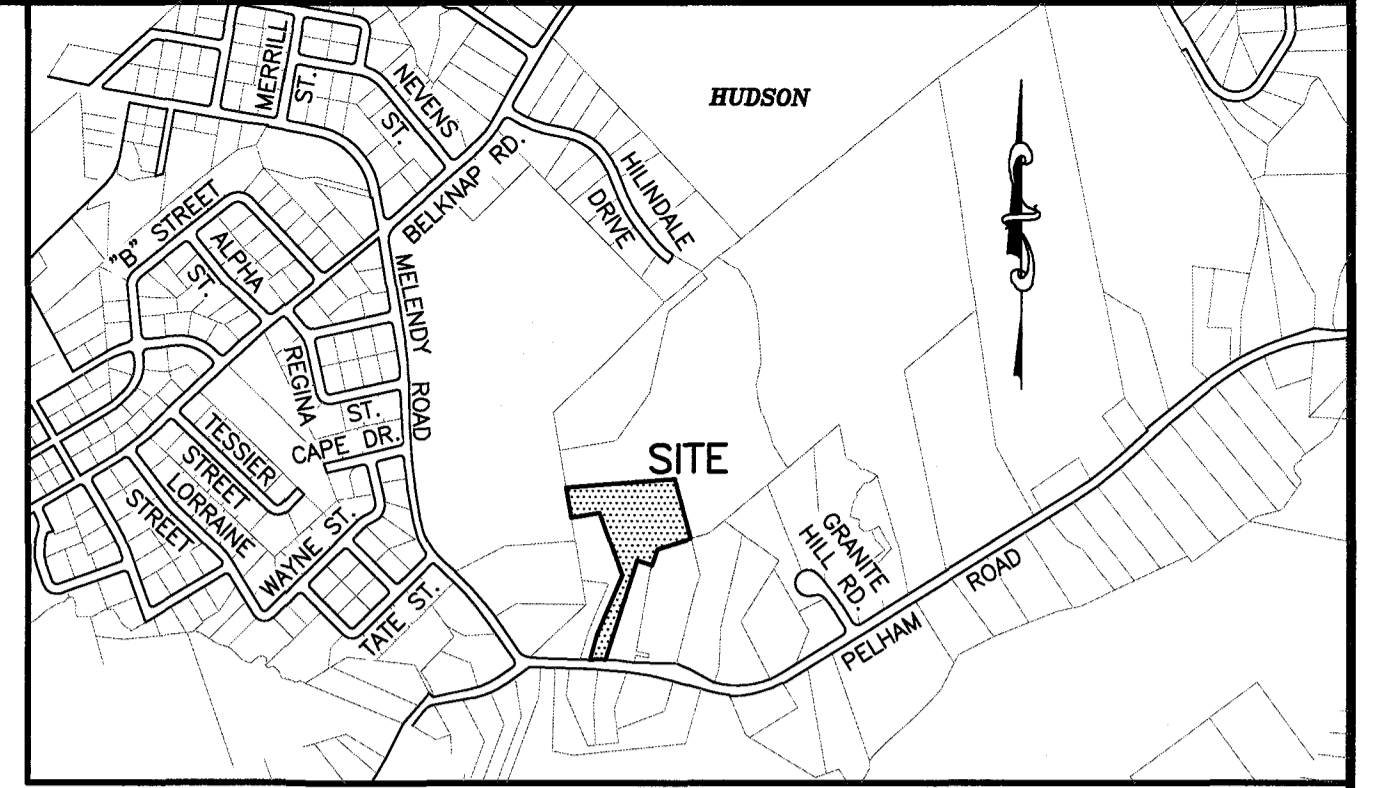 MERRILL
ST.
NEVENS
ST.
HUDSON
BELKNAP RD.
HILINDALE
DRIVE
"B" STREET
ALPHA
ST.
MELENDY ROAD
REGINA
ST.
CAPE DR.
TESSIER
STREET
LORRAINE
STREET
WAYNE ST.
TATE ST.
SITE
GRANITE
HILL RD.
PELHAM ROAD